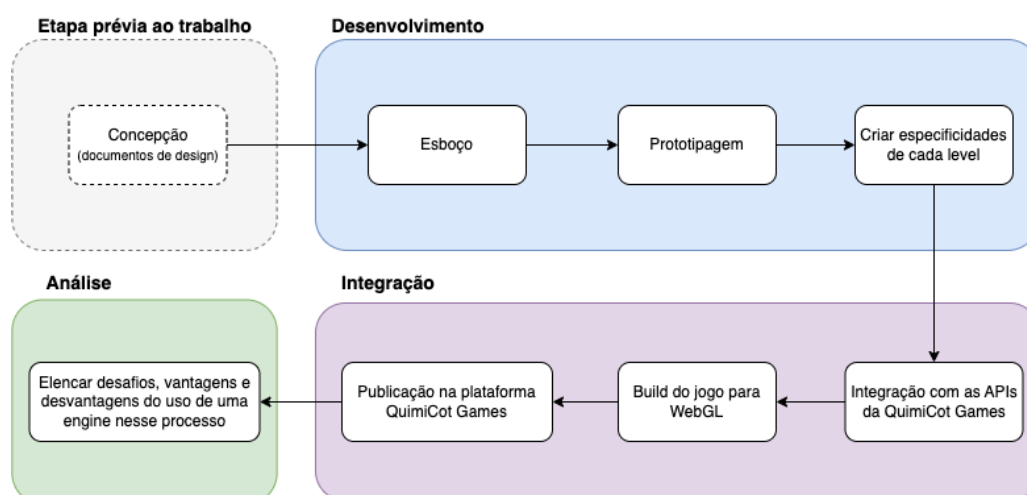 Etapa prévia ao trabalho
Desenvolvimento
Concepção
(documentos de design)
Esboço
Prototipagem
Criar especificidades
de cada level
Análise
Integração
Elencar desafios, vantagens e
desvantagens do uso de uma
engine nesse processo
Publicação na plataforma
QuimiCot Games
Build do jogo para
WebGL
Integração com as APIs
da QuimiCot Games